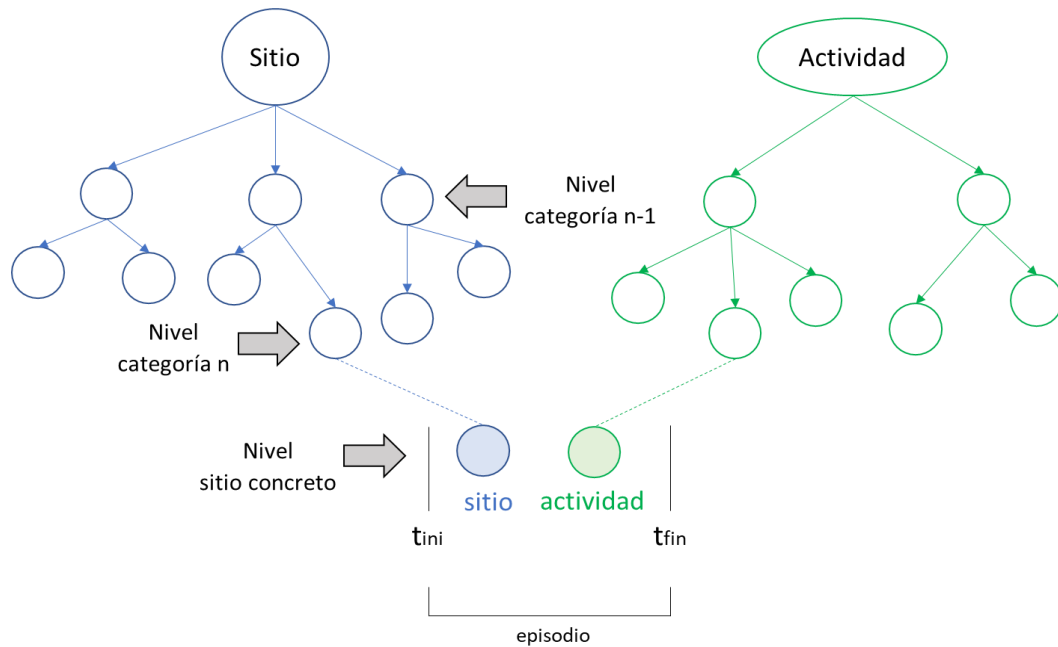 Sitio
Actividad
Nivel
categoría n-1
Nivel
categoría n
Nivel
sitio concreto
sitio
actividad
tini
tfin
episodio